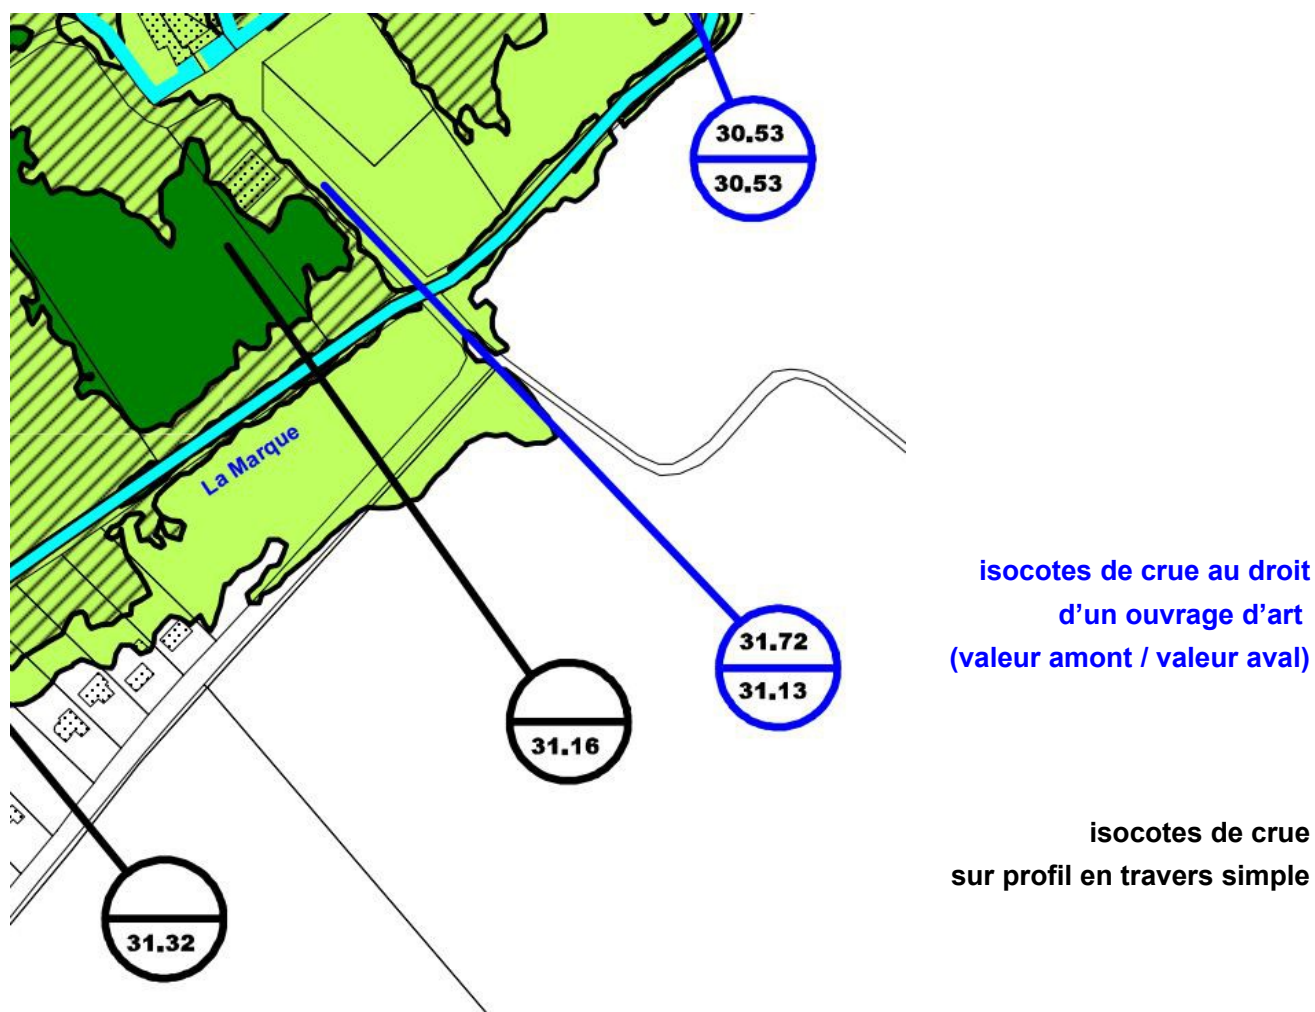 30.53
30.53
La Marque
isocotes de crue au droit
d’un ouvrage d’art
(valeur amont / valeur aval)
31.72
31.13
31.16
isocotes de crue
sur profil en travers simple
31.32